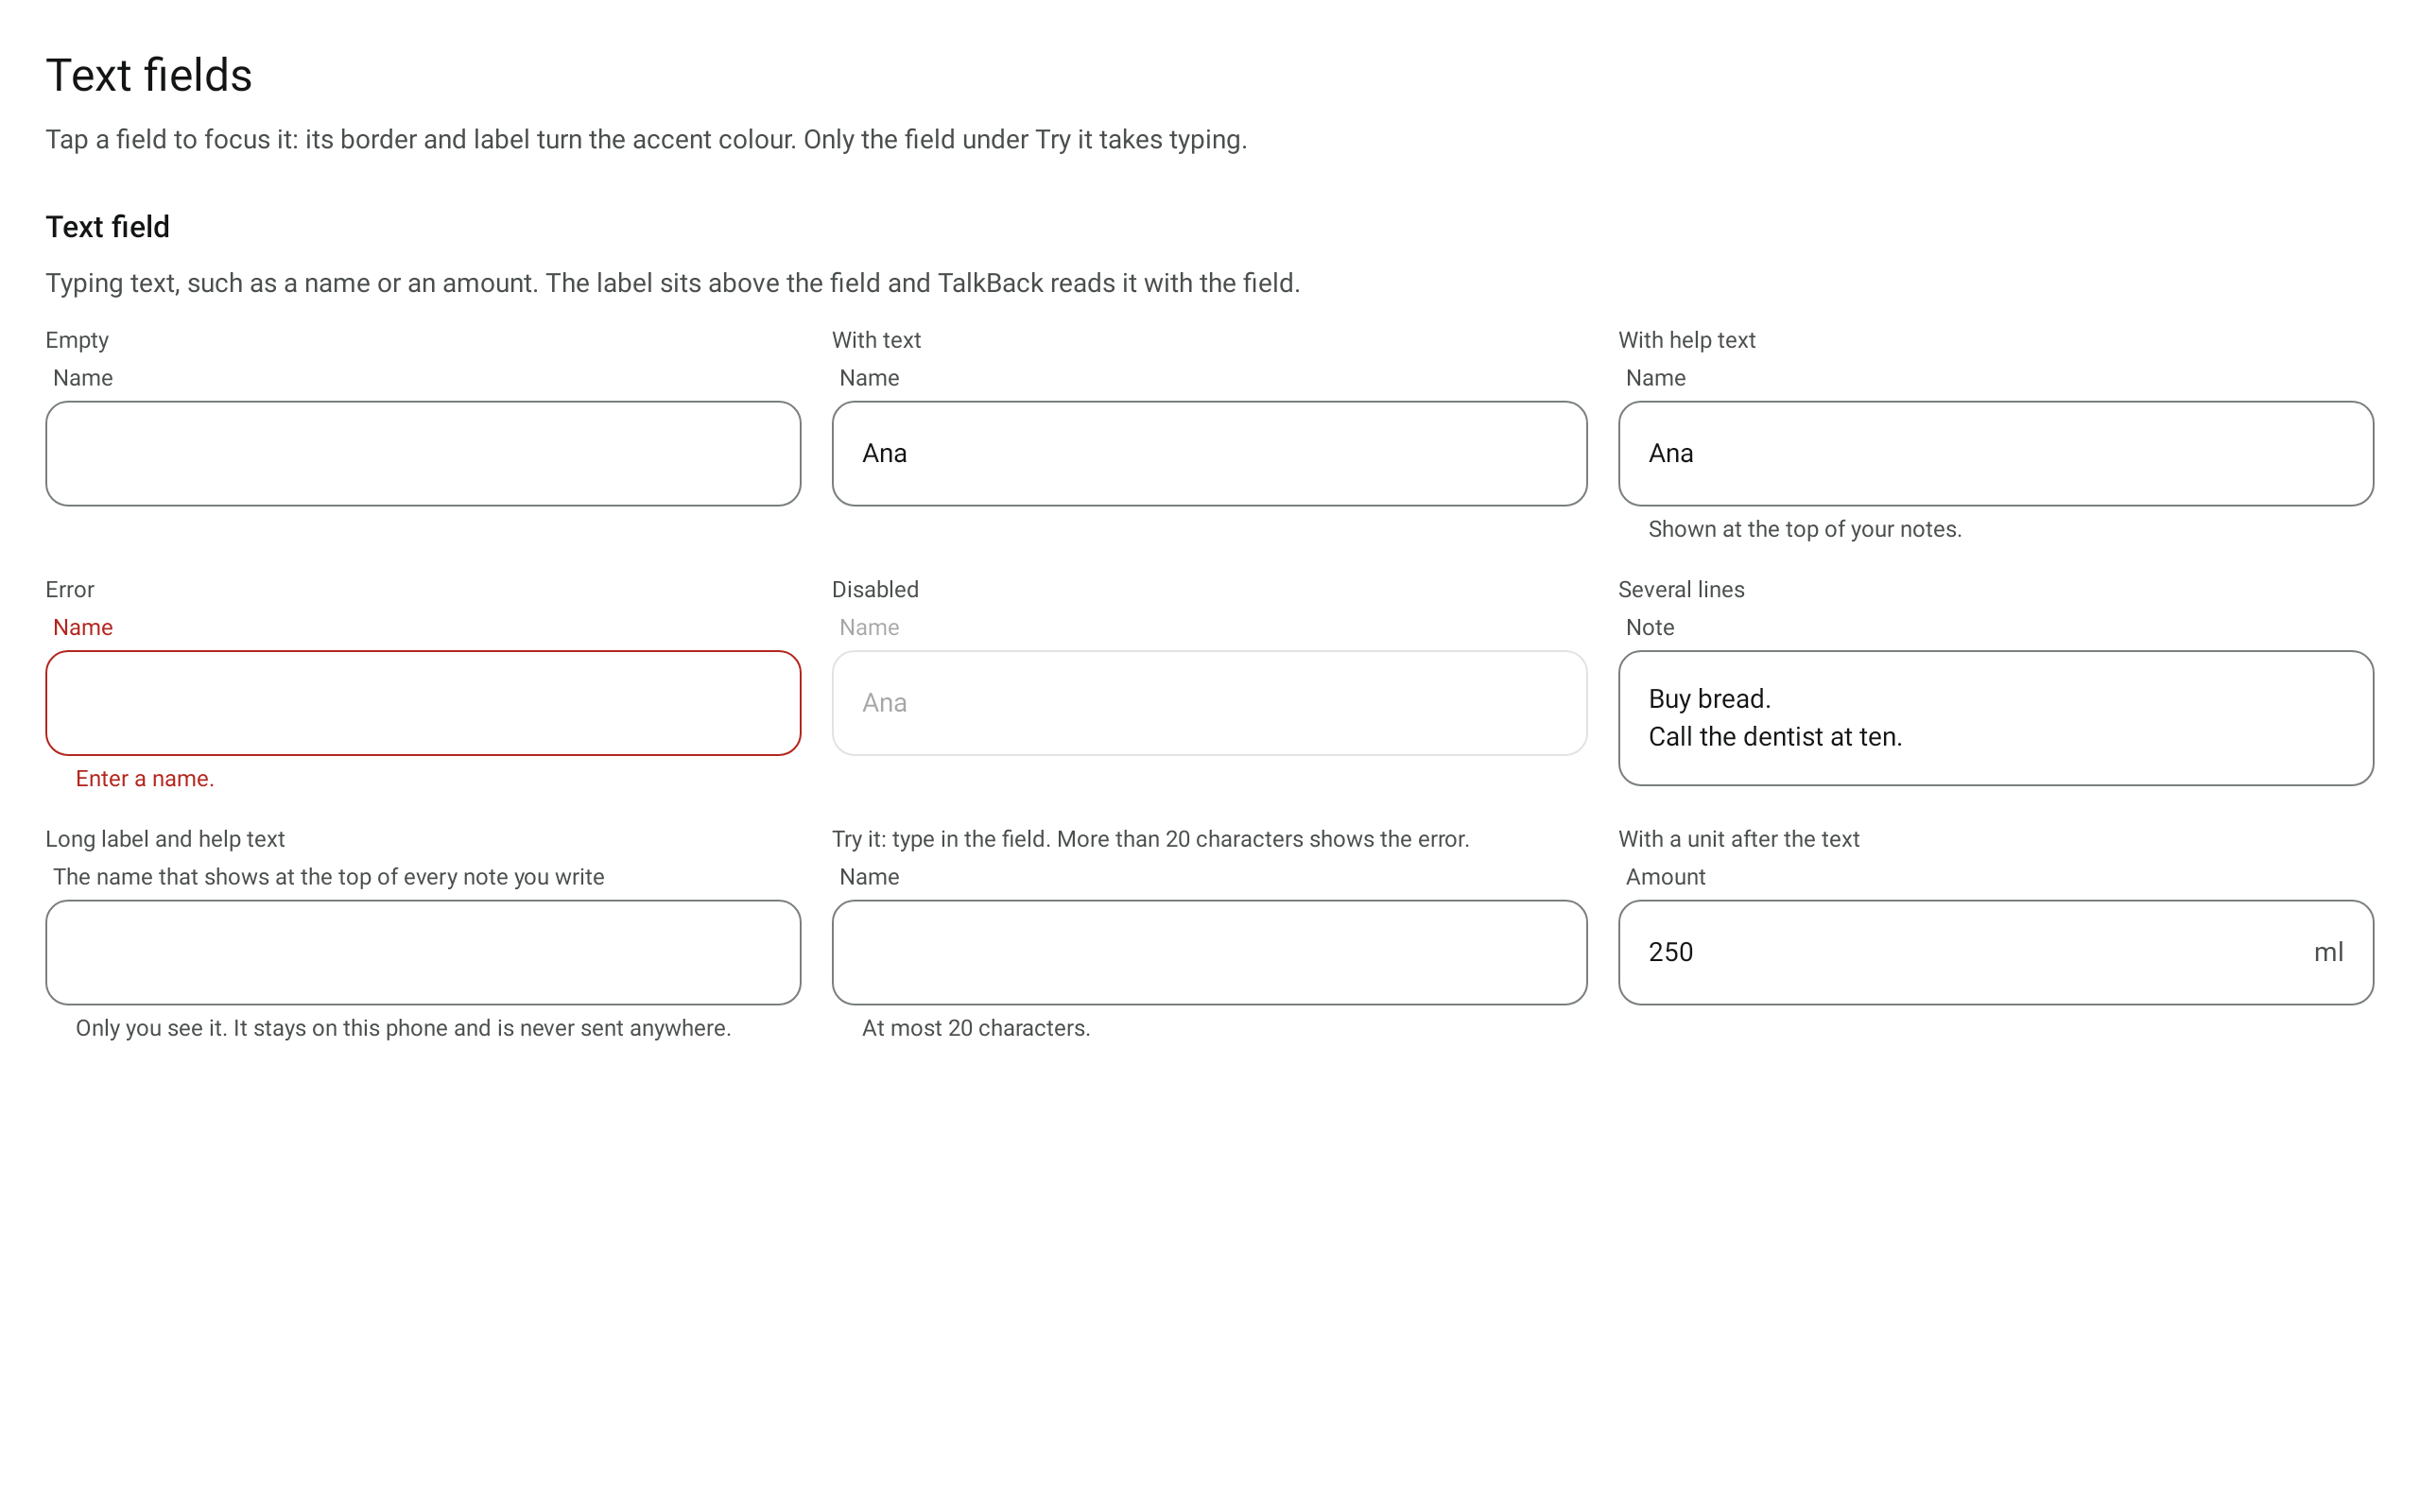 Text fields
Tap a field to focus it: its border and label turn the accent colour. Only the field under Try it takes typing.
Text field
Typing text, such as a name or an amount. The label sits above the field and TalkBack reads it with the field.
Empty
Name
With text
Name
Ana
With help text
Name
Ana
Shown at the top of your notes.
Error
Name
Enter a name.
Disabled
Name
Ana
Several lines
Note
Buy bread.
Call the dentist at ten.
Long label and help text
The name that shows at the top of every note you write
Only you see it. It stays on this phone and is never sent anywhere.
Try it: type in the field. More than 20 characters shows the error.
Name
At most 20 characters.
With a unit after the text
Amount
250
ml